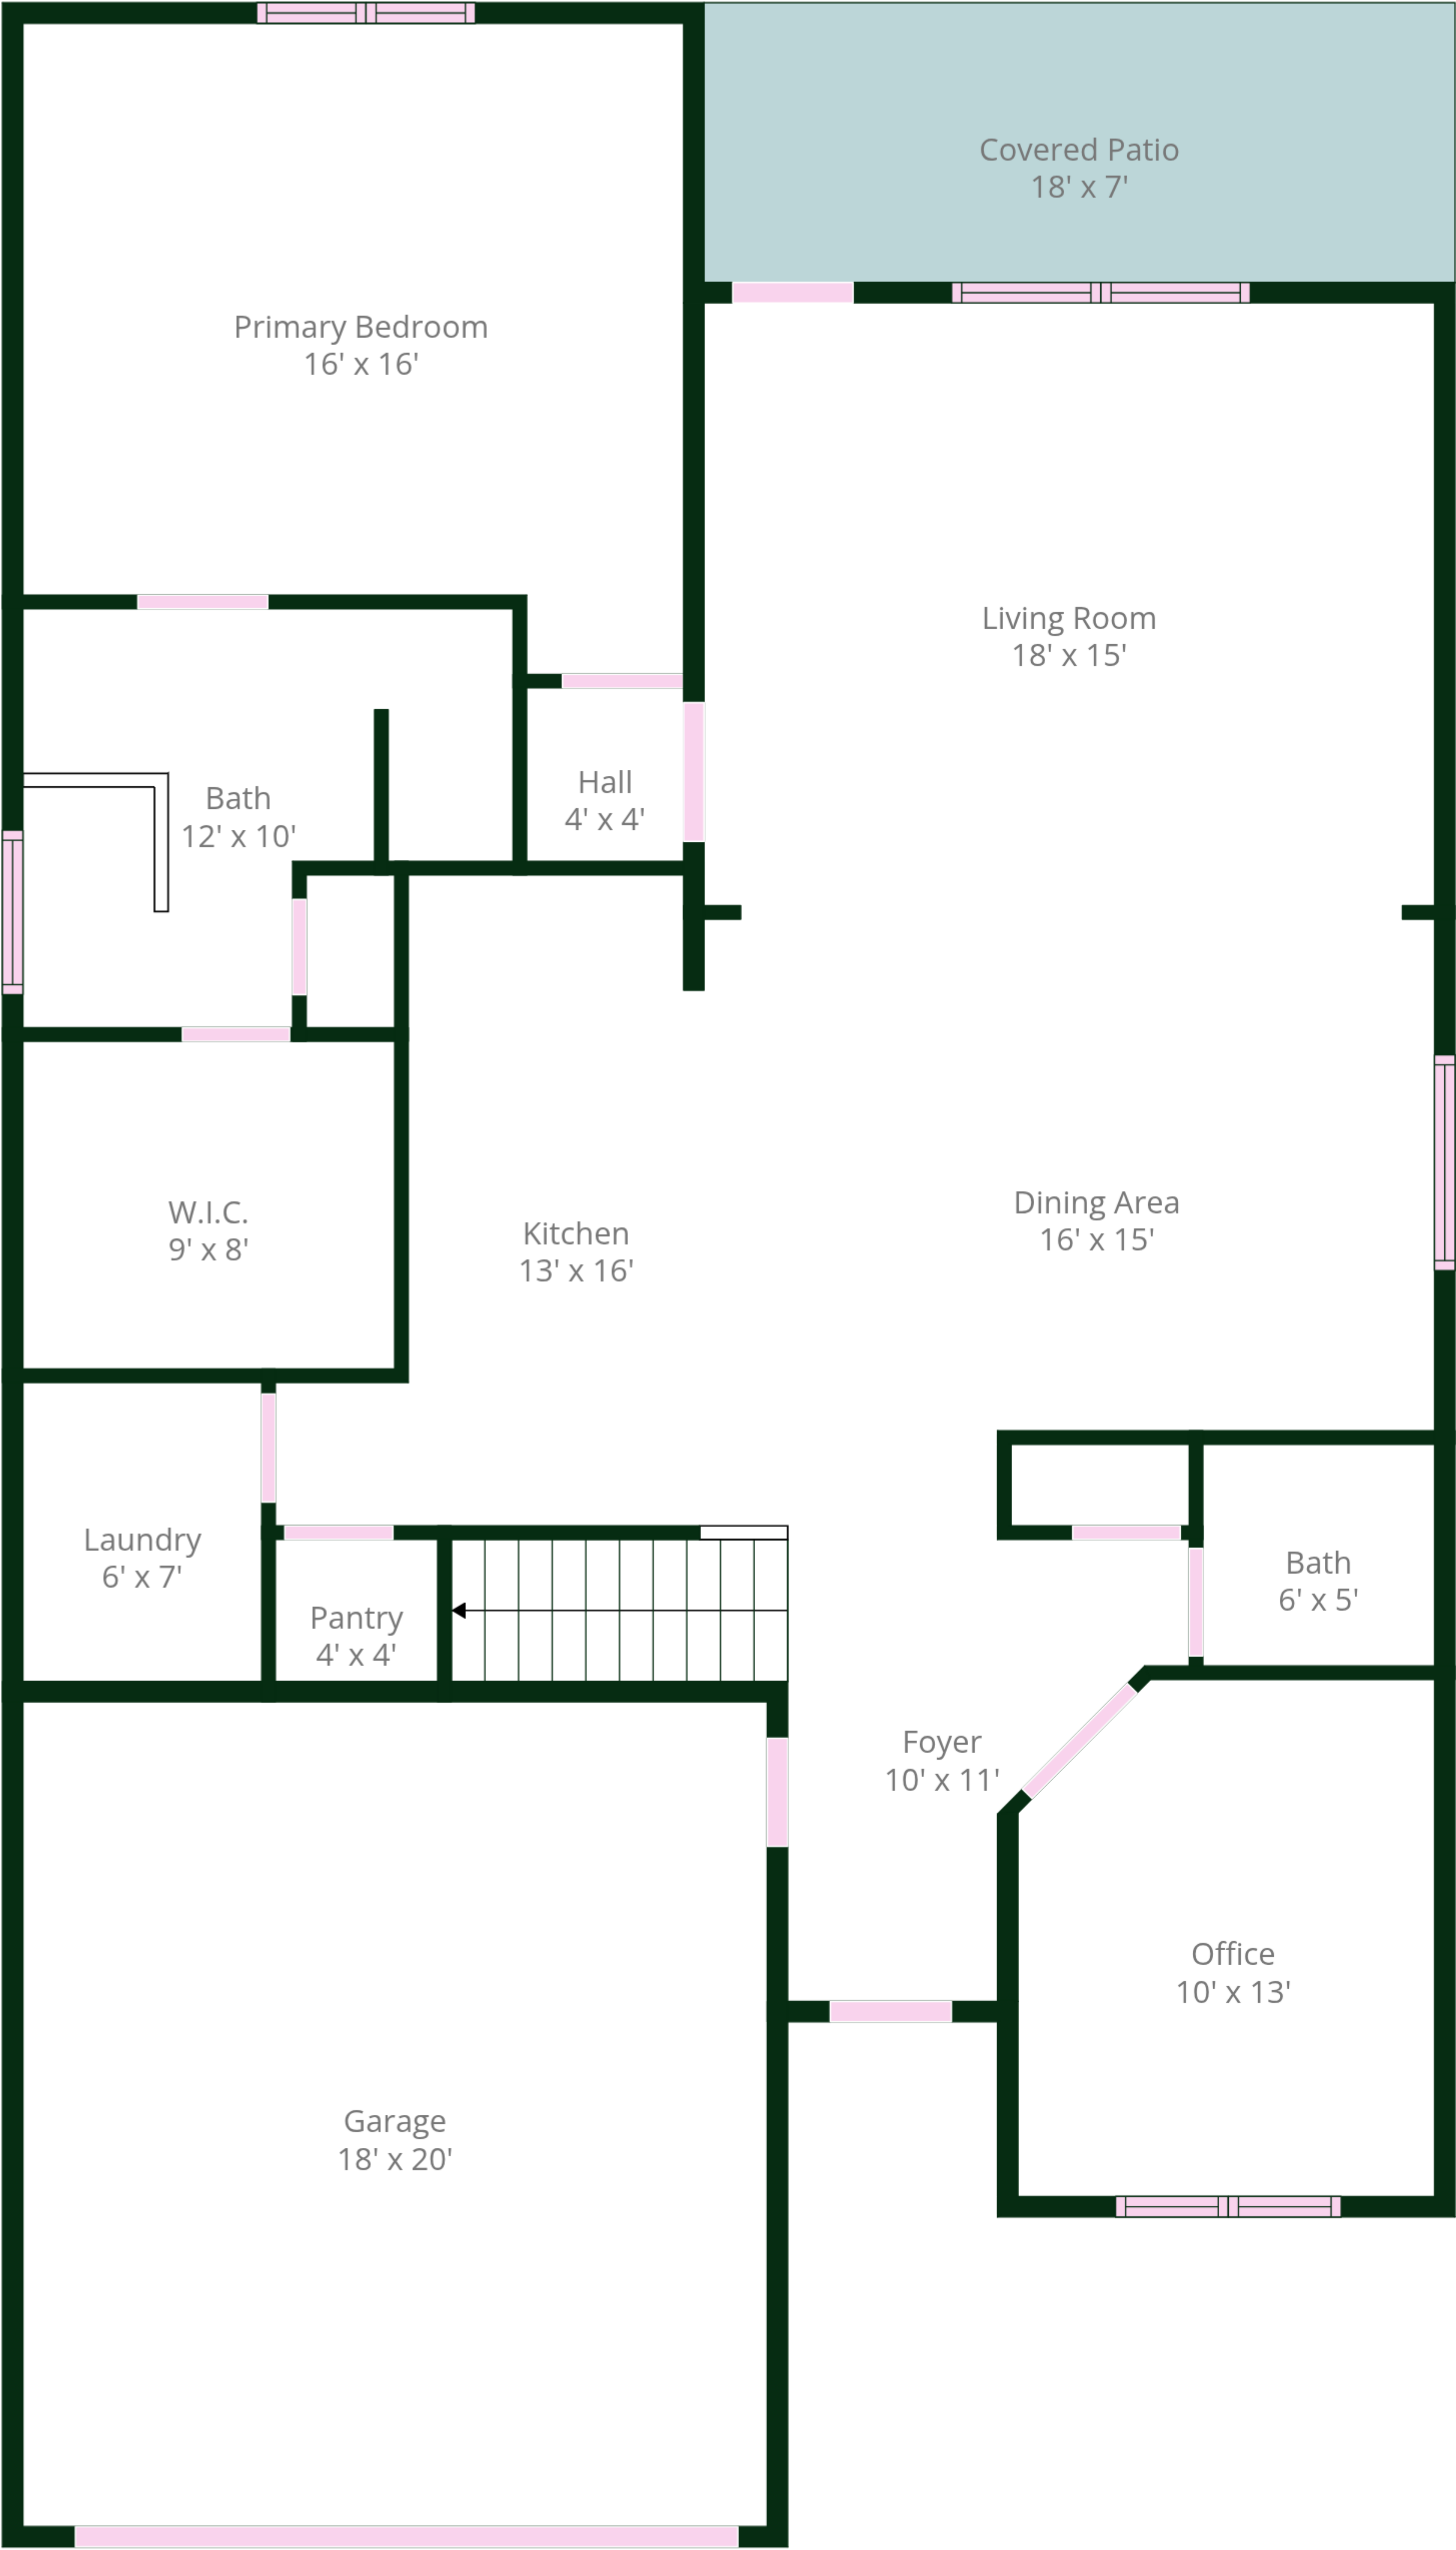 Covered Patio
18' x 7'
Primary Bedroom
16' x 16'
Living Room
18' x 15'
Hall
4' x 4'
Bath
12' x 10'
W.I.C.
9' x 8'
Kitchen
13' x 16'
Dining Area
16' x 15'
Laundry
6' x 7'
Pantry
4' x 4'
Bath
6' x 5'
Foyer
10' x 11'
Office
10' x 13'
Garage
18' x 20'